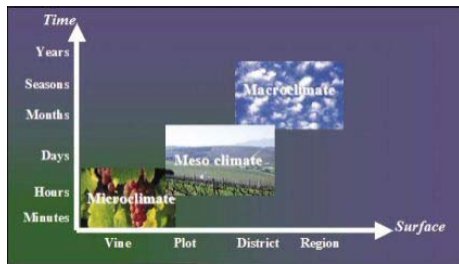 Time
Years
Seasons
Macroclimate
Months
Days
Meso climate
Hours
Microclimate
Minutes
Surface
Vine Plot District Region